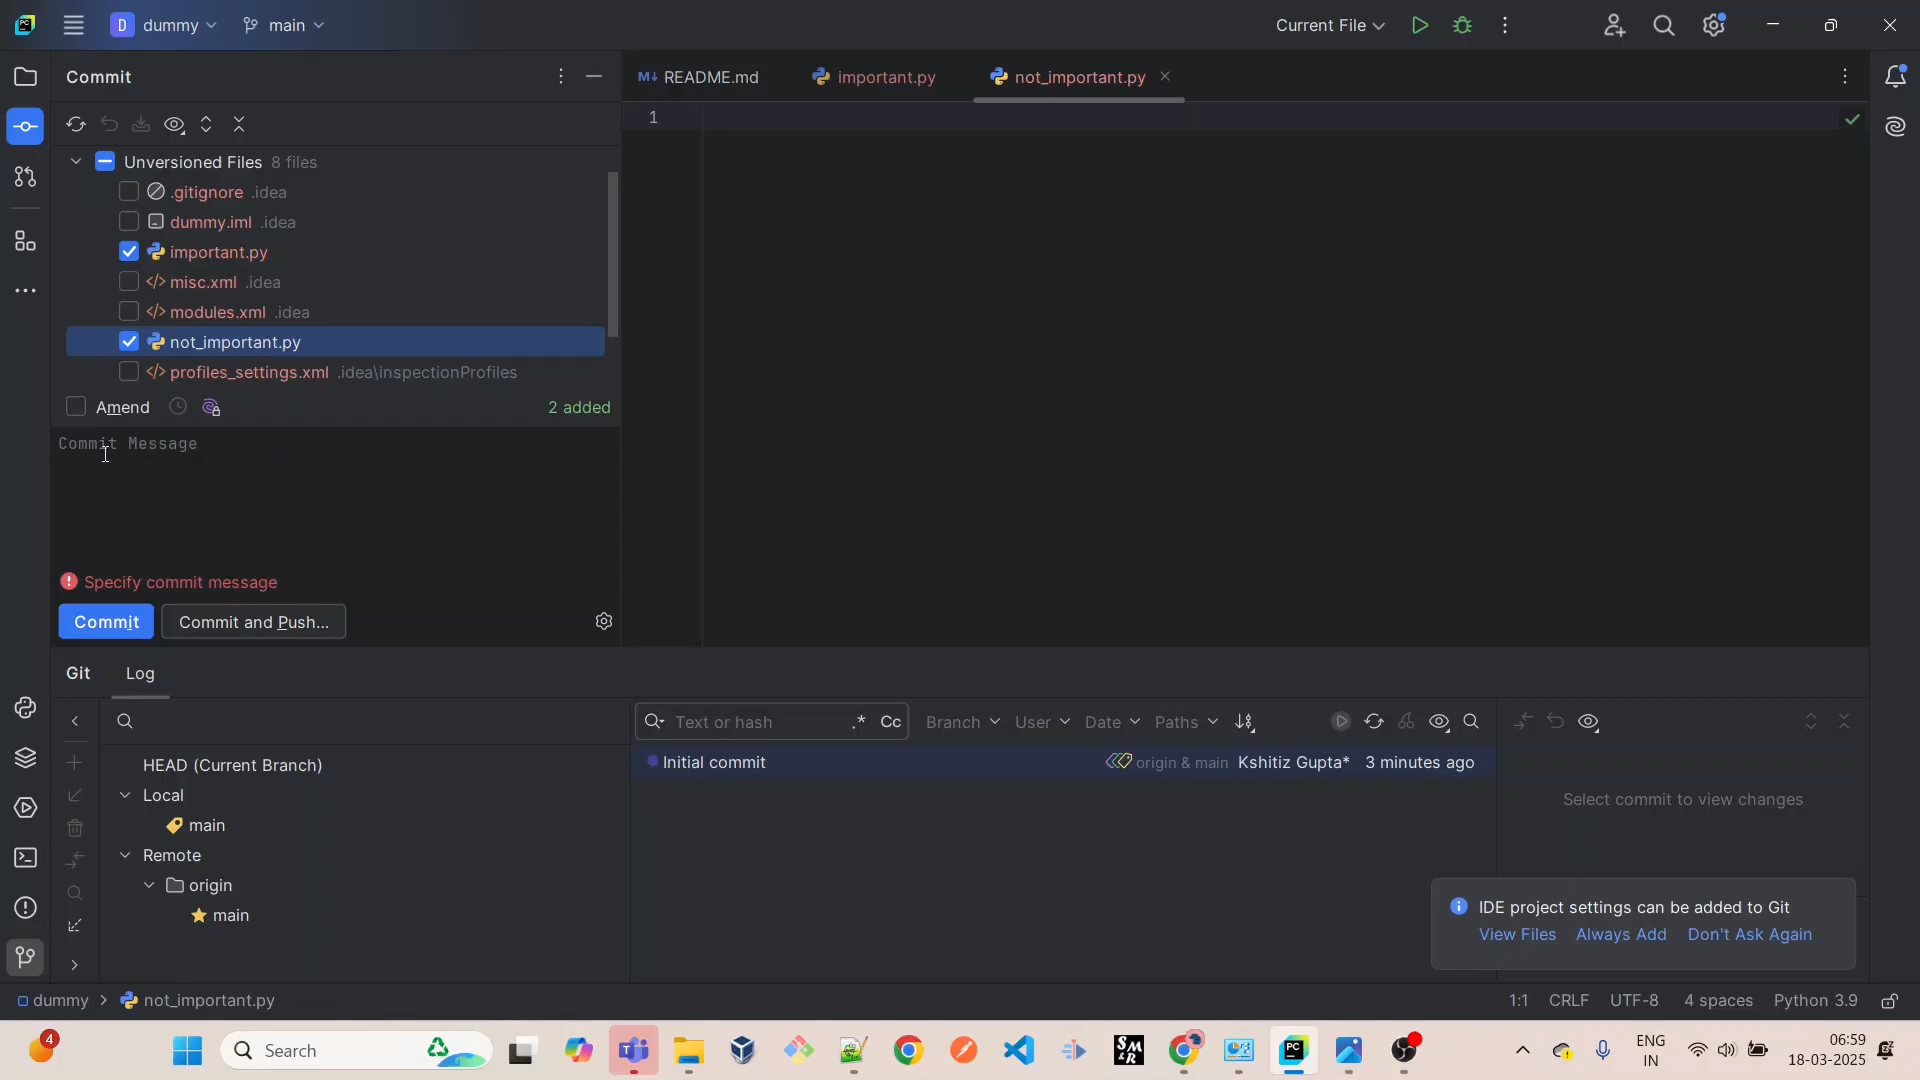 D dummy main Current File
Commit
README.md important.py not_important.py
1
Unversioned Files 8 files
.gitignore .idea
dummy.iml .idea
important.py
misc.xml .idea
modules.xml .idea
not_important.py
profiles_settings.xml .idea\inspectionProfiles
Amend 2 added
Commit Message
Specify commit message
Commit Commit and Push...
Git Log
Text or hash .* Cc Branch User Date Paths
HEAD (Current Branch)
Local
main
Remote
origin
main
Initial commit origin & main Kshitiz Gupta* 3 minutes ago
Select commit to view changes
IDE project settings can be added to Git
View Files Always Add Don't Ask Again
dummy > not_important.py 1:1 CRLF UTF-8 4 spaces Python 3.9
4 Search SM &R ENG IN 06:59 18-03-2025